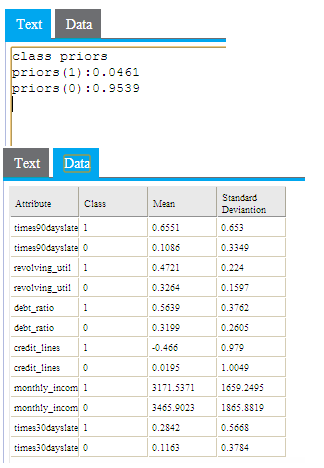 Text Data
class priors
priors(1):0.0461
priors(0):0.9539
Text Data
Attribute Class Mean Standard Deviantion
times90dayslate 1 0.6551 0.653
times90dayslate 0 0.1086 0.3349
revolving_util 1 0.4721 0.224
revolving_util 0 0.3264 0.1597
debt_ratio 1 0.5639 0.3762
debt_ratio 0 0.3199 0.2605
credit_lines 1 -0.466 0.979
credit_lines 0 0.0195 1.0049
monthly_incom 1 3171.5371 1659.2495
monthly_incom 0 3465.9023 1865.8819
times30dayslate 1 0.2842 0.5668
times30dayslate 0 0.1163 0.3784